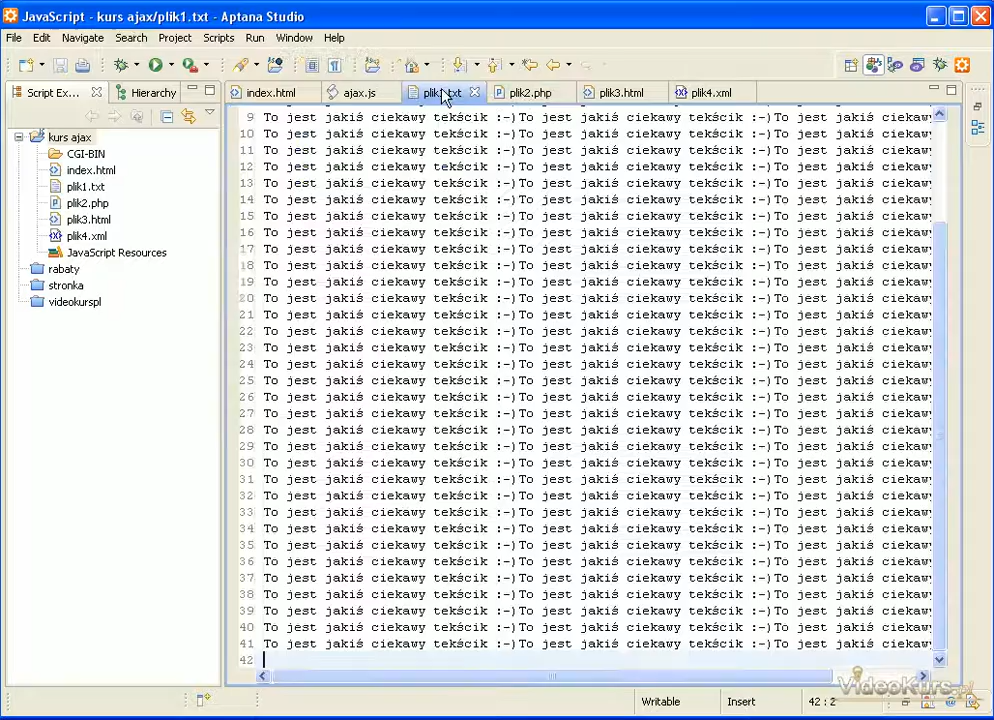 JavaScript - kurs ajax/plik1.txt - Aptana Studio
File Edit Navigate Search Project Scripts Run Window Help
Script Ex... Hierarchy index.html ajax.js plik1.txt plik2.php plik3.html plik4.xml
kurs ajax
CGI-BIN
index.html
plik1.txt
plik2.php
plik3.html
plik4.xml
JavaScript Resources
rabaty
stronka
videokurspl
9 To jest jakiś ciekawy tekścik :-)To jest jakiś ciekawy tekścik :-)To jest jakiś ciekawy
10 To jest jakiś ciekawy tekścik :-)To jest jakiś ciekawy tekścik :-)To jest jakiś ciekawy
11 To jest jakiś ciekawy tekścik :-)To jest jakiś ciekawy tekścik :-)To jest jakiś ciekawy
12 To jest jakiś ciekawy tekścik :-)To jest jakiś ciekawy tekścik :-)To jest jakiś ciekawy
13 To jest jakiś ciekawy tekścik :-)To jest jakiś ciekawy tekścik :-)To jest jakiś ciekawy
14 To jest jakiś ciekawy tekścik :-)To jest jakiś ciekawy tekścik :-)To jest jakiś ciekawy
15 To jest jakiś ciekawy tekścik :-)To jest jakiś ciekawy tekścik :-)To jest jakiś ciekawy
16 To jest jakiś ciekawy tekścik :-)To jest jakiś ciekawy tekścik :-)To jest jakiś ciekawy
17 To jest jakiś ciekawy tekścik :-)To jest jakiś ciekawy tekścik :-)To jest jakiś ciekawy
18 To jest jakiś ciekawy tekścik :-)To jest jakiś ciekawy tekścik :-)To jest jakiś ciekawy
19 To jest jakiś ciekawy tekścik :-)To jest jakiś ciekawy tekścik :-)To jest jakiś ciekawy
20 To jest jakiś ciekawy tekścik :-)To jest jakiś ciekawy tekścik :-)To jest jakiś ciekawy
21 To jest jakiś ciekawy tekścik :-)To jest jakiś ciekawy tekścik :-)To jest jakiś ciekawy
22 To jest jakiś ciekawy tekścik :-)To jest jakiś ciekawy tekścik :-)To jest jakiś ciekawy
23 To jest jakiś ciekawy tekścik :-)To jest jakiś ciekawy tekścik :-)To jest jakiś ciekawy
24 To jest jakiś ciekawy tekścik :-)To jest jakiś ciekawy tekścik :-)To jest jakiś ciekawy
25 To jest jakiś ciekawy tekścik :-)To jest jakiś ciekawy tekścik :-)To jest jakiś ciekawy
26 To jest jakiś ciekawy tekścik :-)To jest jakiś ciekawy tekścik :-)To jest jakiś ciekawy
27 To jest jakiś ciekawy tekścik :-)To jest jakiś ciekawy tekścik :-)To jest jakiś ciekawy
28 To jest jakiś ciekawy tekścik :-)To jest jakiś ciekawy tekścik :-)To jest jakiś ciekawy
29 To jest jakiś ciekawy tekścik :-)To jest jakiś ciekawy tekścik :-)To jest jakiś ciekawy
30 To jest jakiś ciekawy tekścik :-)To jest jakiś ciekawy tekścik :-)To jest jakiś ciekawy
31 To jest jakiś ciekawy tekścik :-)To jest jakiś ciekawy tekścik :-)To jest jakiś ciekawy
32 To jest jakiś ciekawy tekścik :-)To jest jakiś ciekawy tekścik :-)To jest jakiś ciekawy
33 To jest jakiś ciekawy tekścik :-)To jest jakiś ciekawy tekścik :-)To jest jakiś ciekawy
34 To jest jakiś ciekawy tekścik :-)To jest jakiś ciekawy tekścik :-)To jest jakiś ciekawy
35 To jest jakiś ciekawy tekścik :-)To jest jakiś ciekawy tekścik :-)To jest jakiś ciekawy
36 To jest jakiś ciekawy tekścik :-)To jest jakiś ciekawy tekścik :-)To jest jakiś ciekawy
37 To jest jakiś ciekawy tekścik :-)To jest jakiś ciekawy tekścik :-)To jest jakiś ciekawy
38 To jest jakiś ciekawy tekścik :-)To jest jakiś ciekawy tekścik :-)To jest jakiś ciekawy
39 To jest jakiś ciekawy tekścik :-)To jest jakiś ciekawy tekścik :-)To jest jakiś ciekawy
40 To jest jakiś ciekawy tekścik :-)To jest jakiś ciekawy tekścik :-)To jest jakiś ciekawy
41 To jest jakiś ciekawy tekścik :-)To jest jakiś ciekawy tekścik :-)To jest jakiś ciekawy
42
VideoKurs.pl
Writable Insert 42 : 2